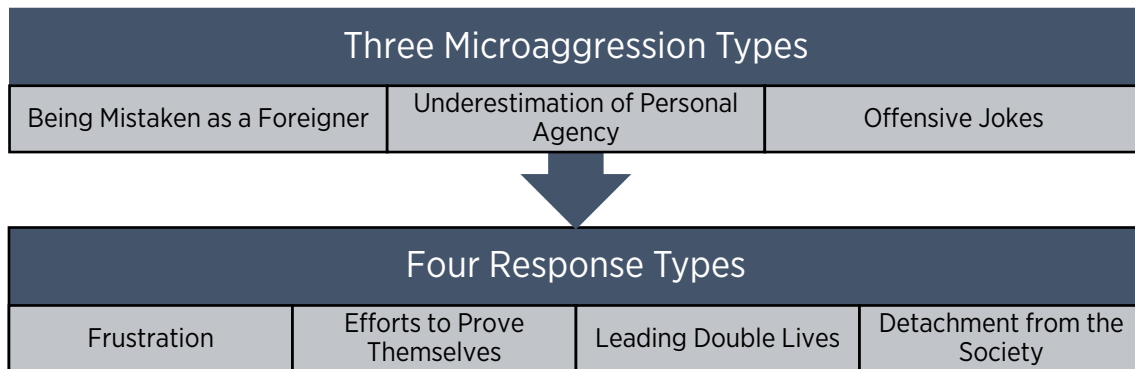 Three Microaggression Types
Being Mistaken as a Foreigner
Underestimation of Personal
Agency
Offensive Jokes
Four Response Types
Frustration
Efforts to Prove
Themselves
Leading Double Lives
Detachment from the
Society